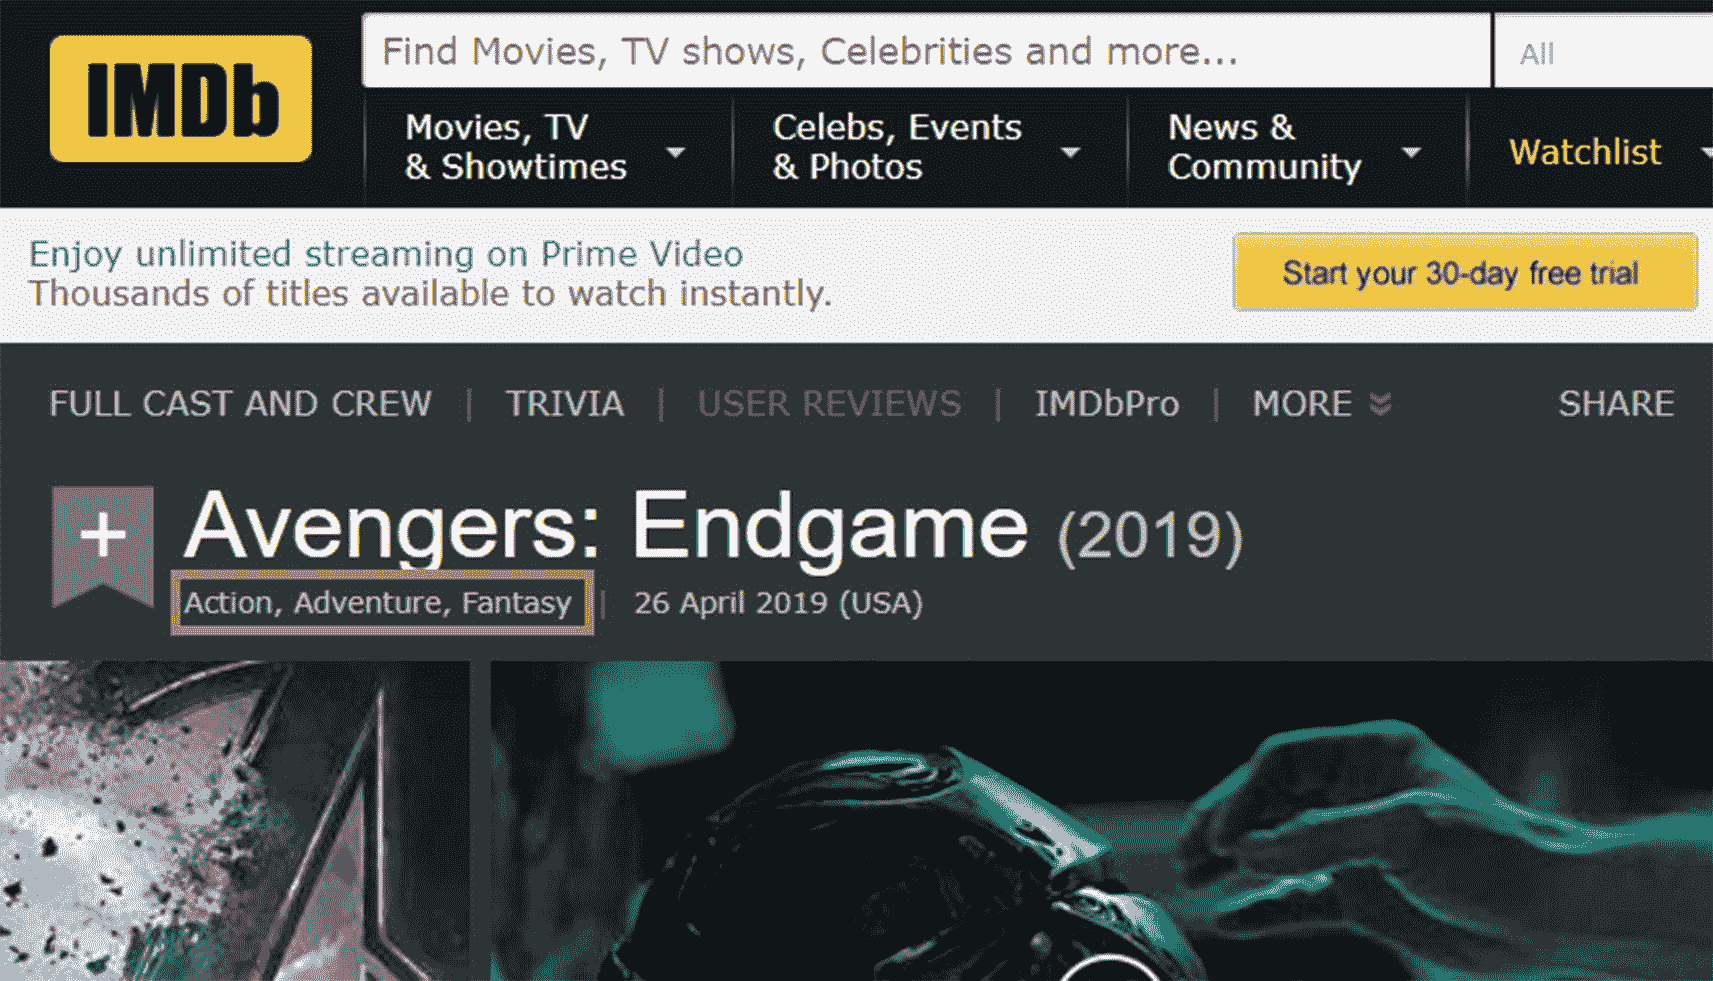 IMDb
Find Movies, TV shows, Celebrities and more...
All
Movies, TV
& Showtimes
Celebs, Events
& Photos
News &
Community
Watchlist
Enjoy unlimited streaming on Prime Video
Thousands of titles available to watch instantly.
Start your 30-day free trial
FULL CAST AND CREW | TRIVIA | USER REVIEWS | IMDbPro | MORE
SHARE
+ Avengers: Endgame (2019)
Action, Adventure, Fantasy | 26 April 2019 (USA)